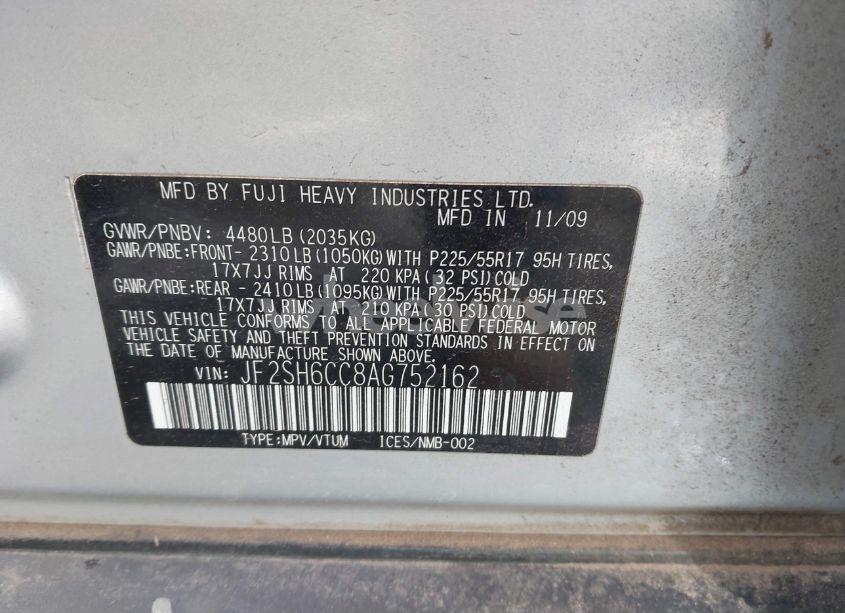 MFD BY FUJI HEAVY INDUSTRIES LTD.
MFD IN 11/09
GVWR/PNBV: 4480LB(2035KG)
GAWR/PNBE:FRONT- 2310LB(1050KG)WITH P225/55R17 95H TIRES,
17X7JJ RIMS AT 220 KPA(32 PSI)COLD
GAWR/PNBE:REAR - 2410LB(1095KG)WITH P225/55R17 95H TIRES,
17X7JJ RIMS AT 210 KPA(30 PSI)COLD
THIS VEHICLE CONFORMS TO ALL APPLICABLE FEDERAL MOTOR
VEHICLE SAFETY AND THEFT PREVENTION STANDARDS IN EFFECT ON
THE DATE OF MANUFACTURE SHOWN ABOVE.
VIN: JF2SH6CC8AG752162
TYPE:MPV/VTUM 1CES/NMB-002